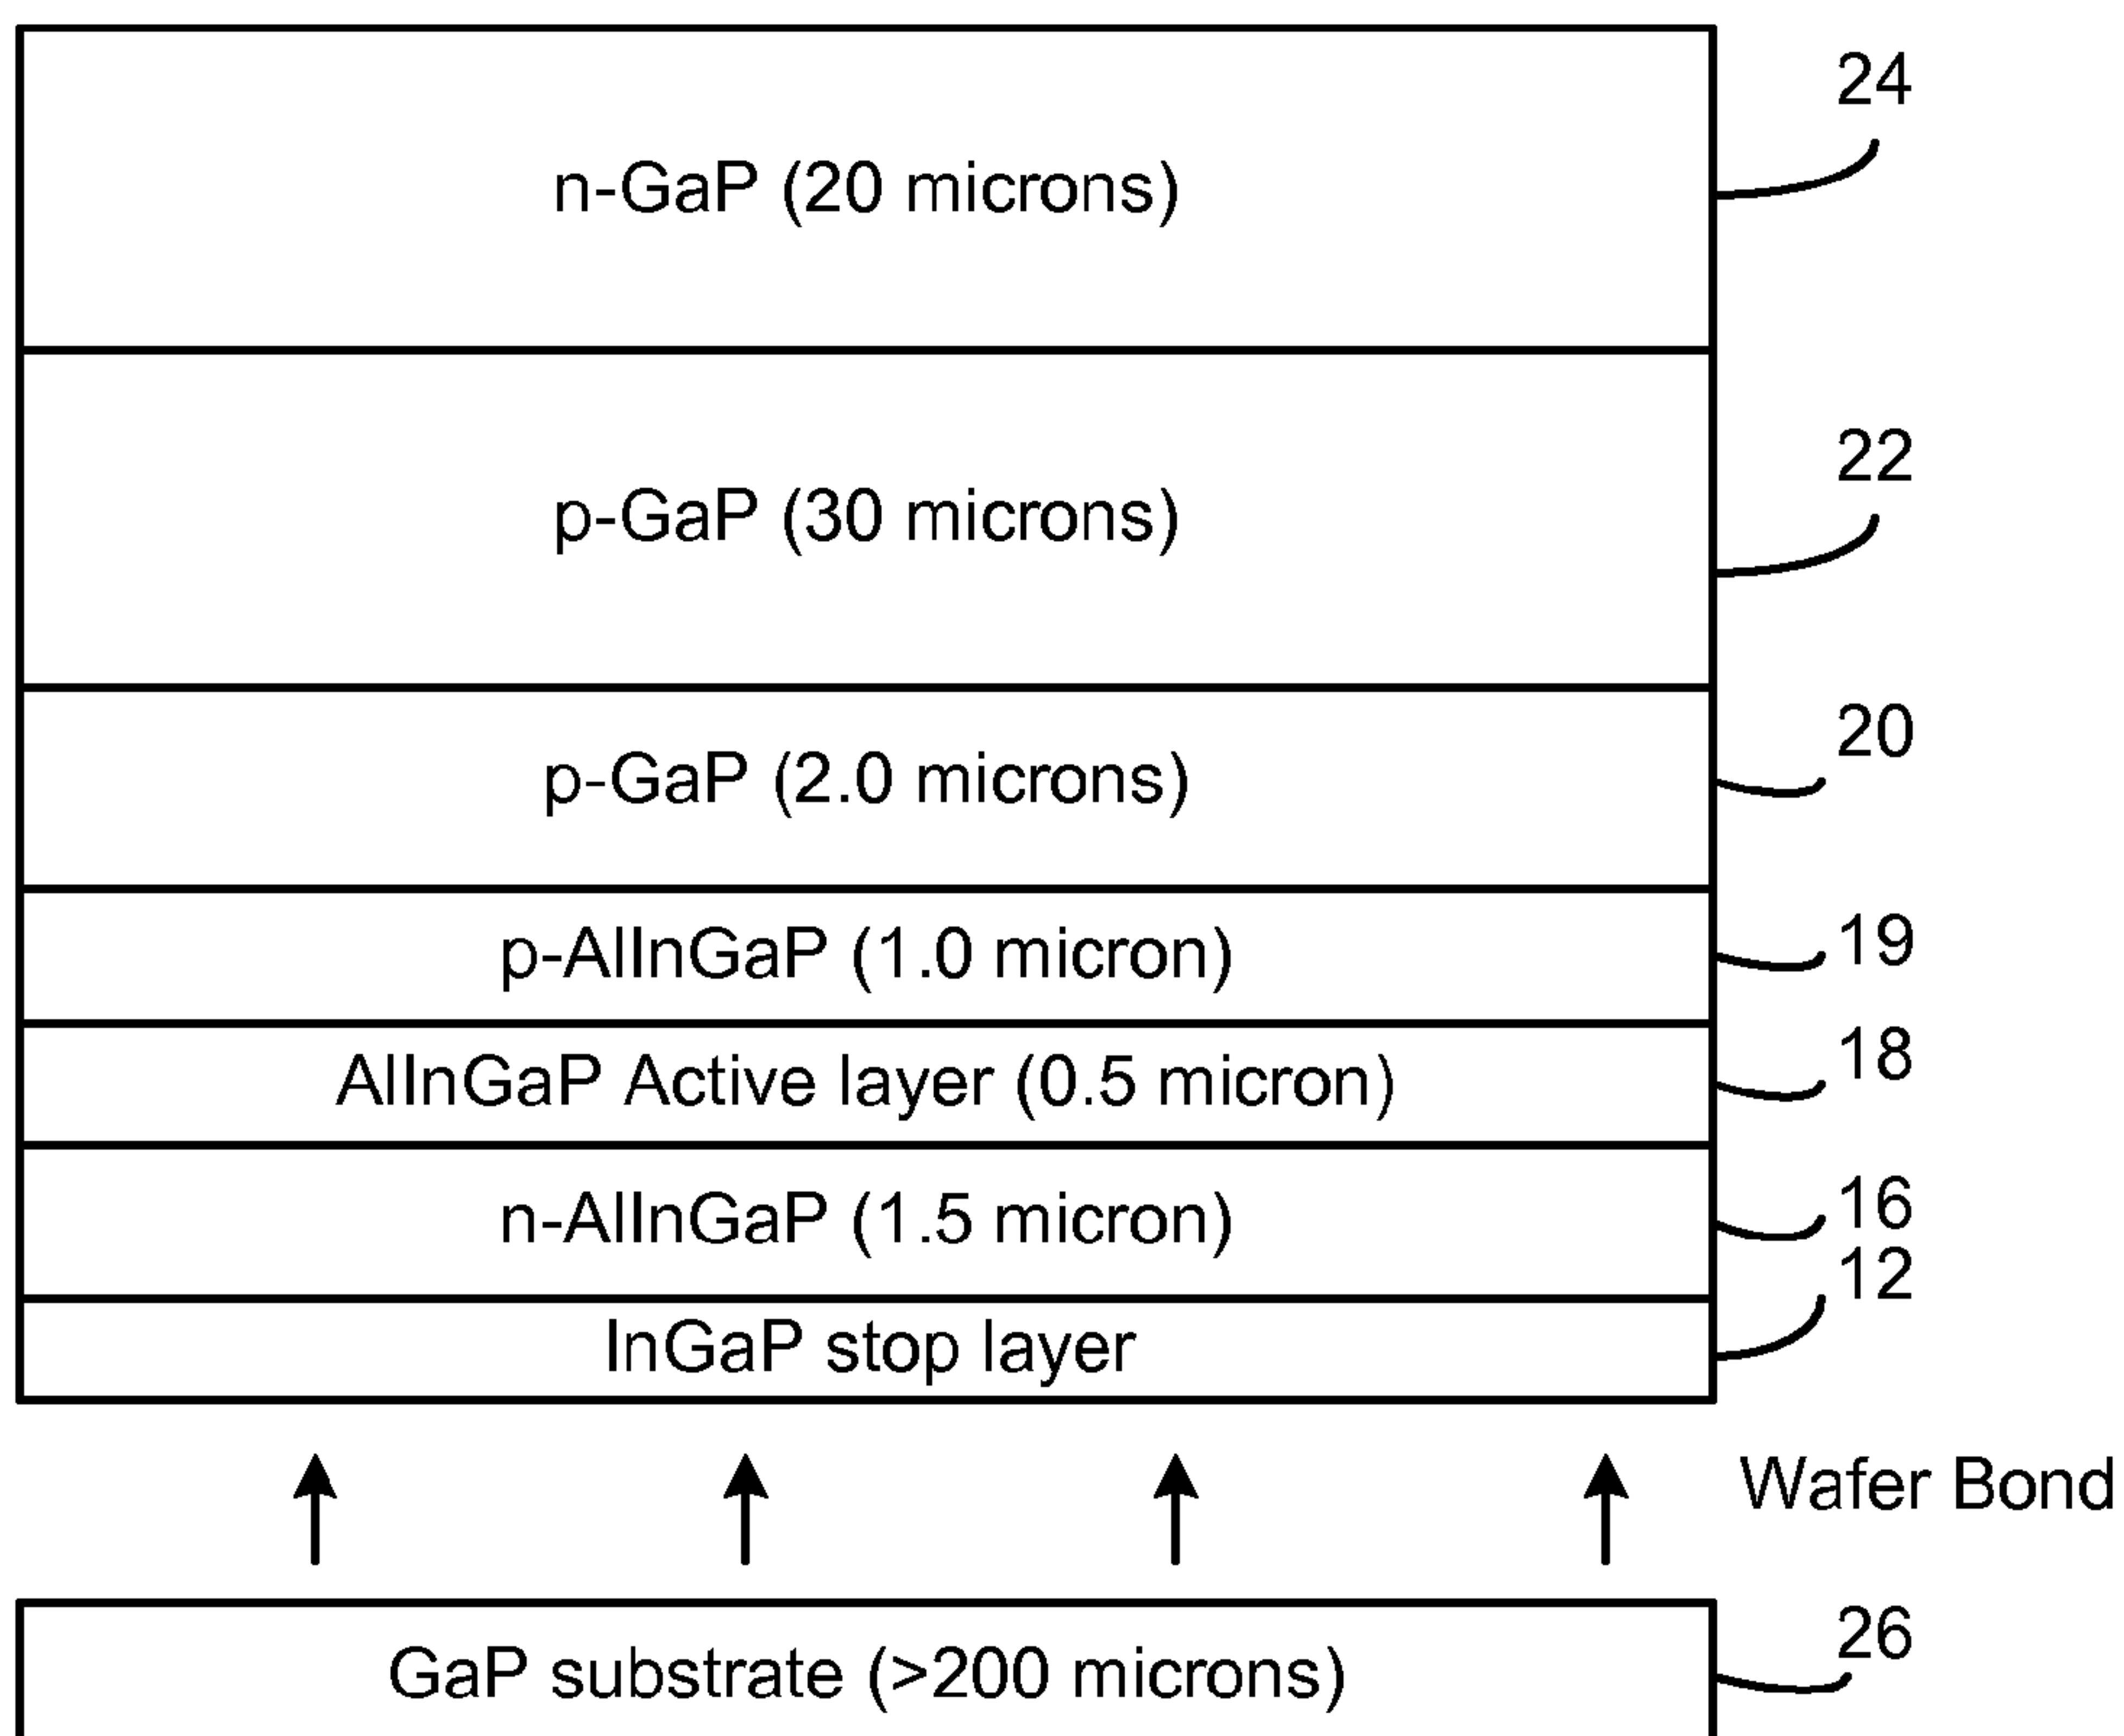 24
n-GaP (20 microns)
22
p-GaP (30 microns)
20
p-GaP (2.0 microns)
19
p-AlInGaP (1.0 micron)
18
AlInGaP Active layer (0.5 micron)
16
n-AlInGaP (1.5 micron)
12
InGaP stop layer
Wafer Bond
26
GaP substrate (>200 microns)